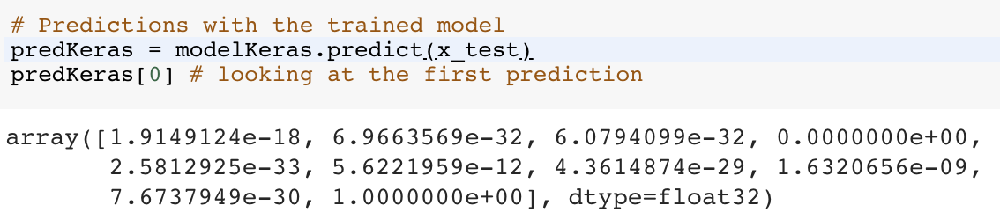 # Predictions with the trained model
predKeras = modelKeras.predict(x_test)
predKeras[0] # looking at the first prediction
array([1.9149124e-18, 6.9663569e-32, 6.0794099e-32, 0.0000000e+00,
2.5812925e-33, 5.6221959e-12, 4.3614874e-29, 1.6320656e-09,
7.6737949e-30, 1.0000000e+00], dtype=float32)